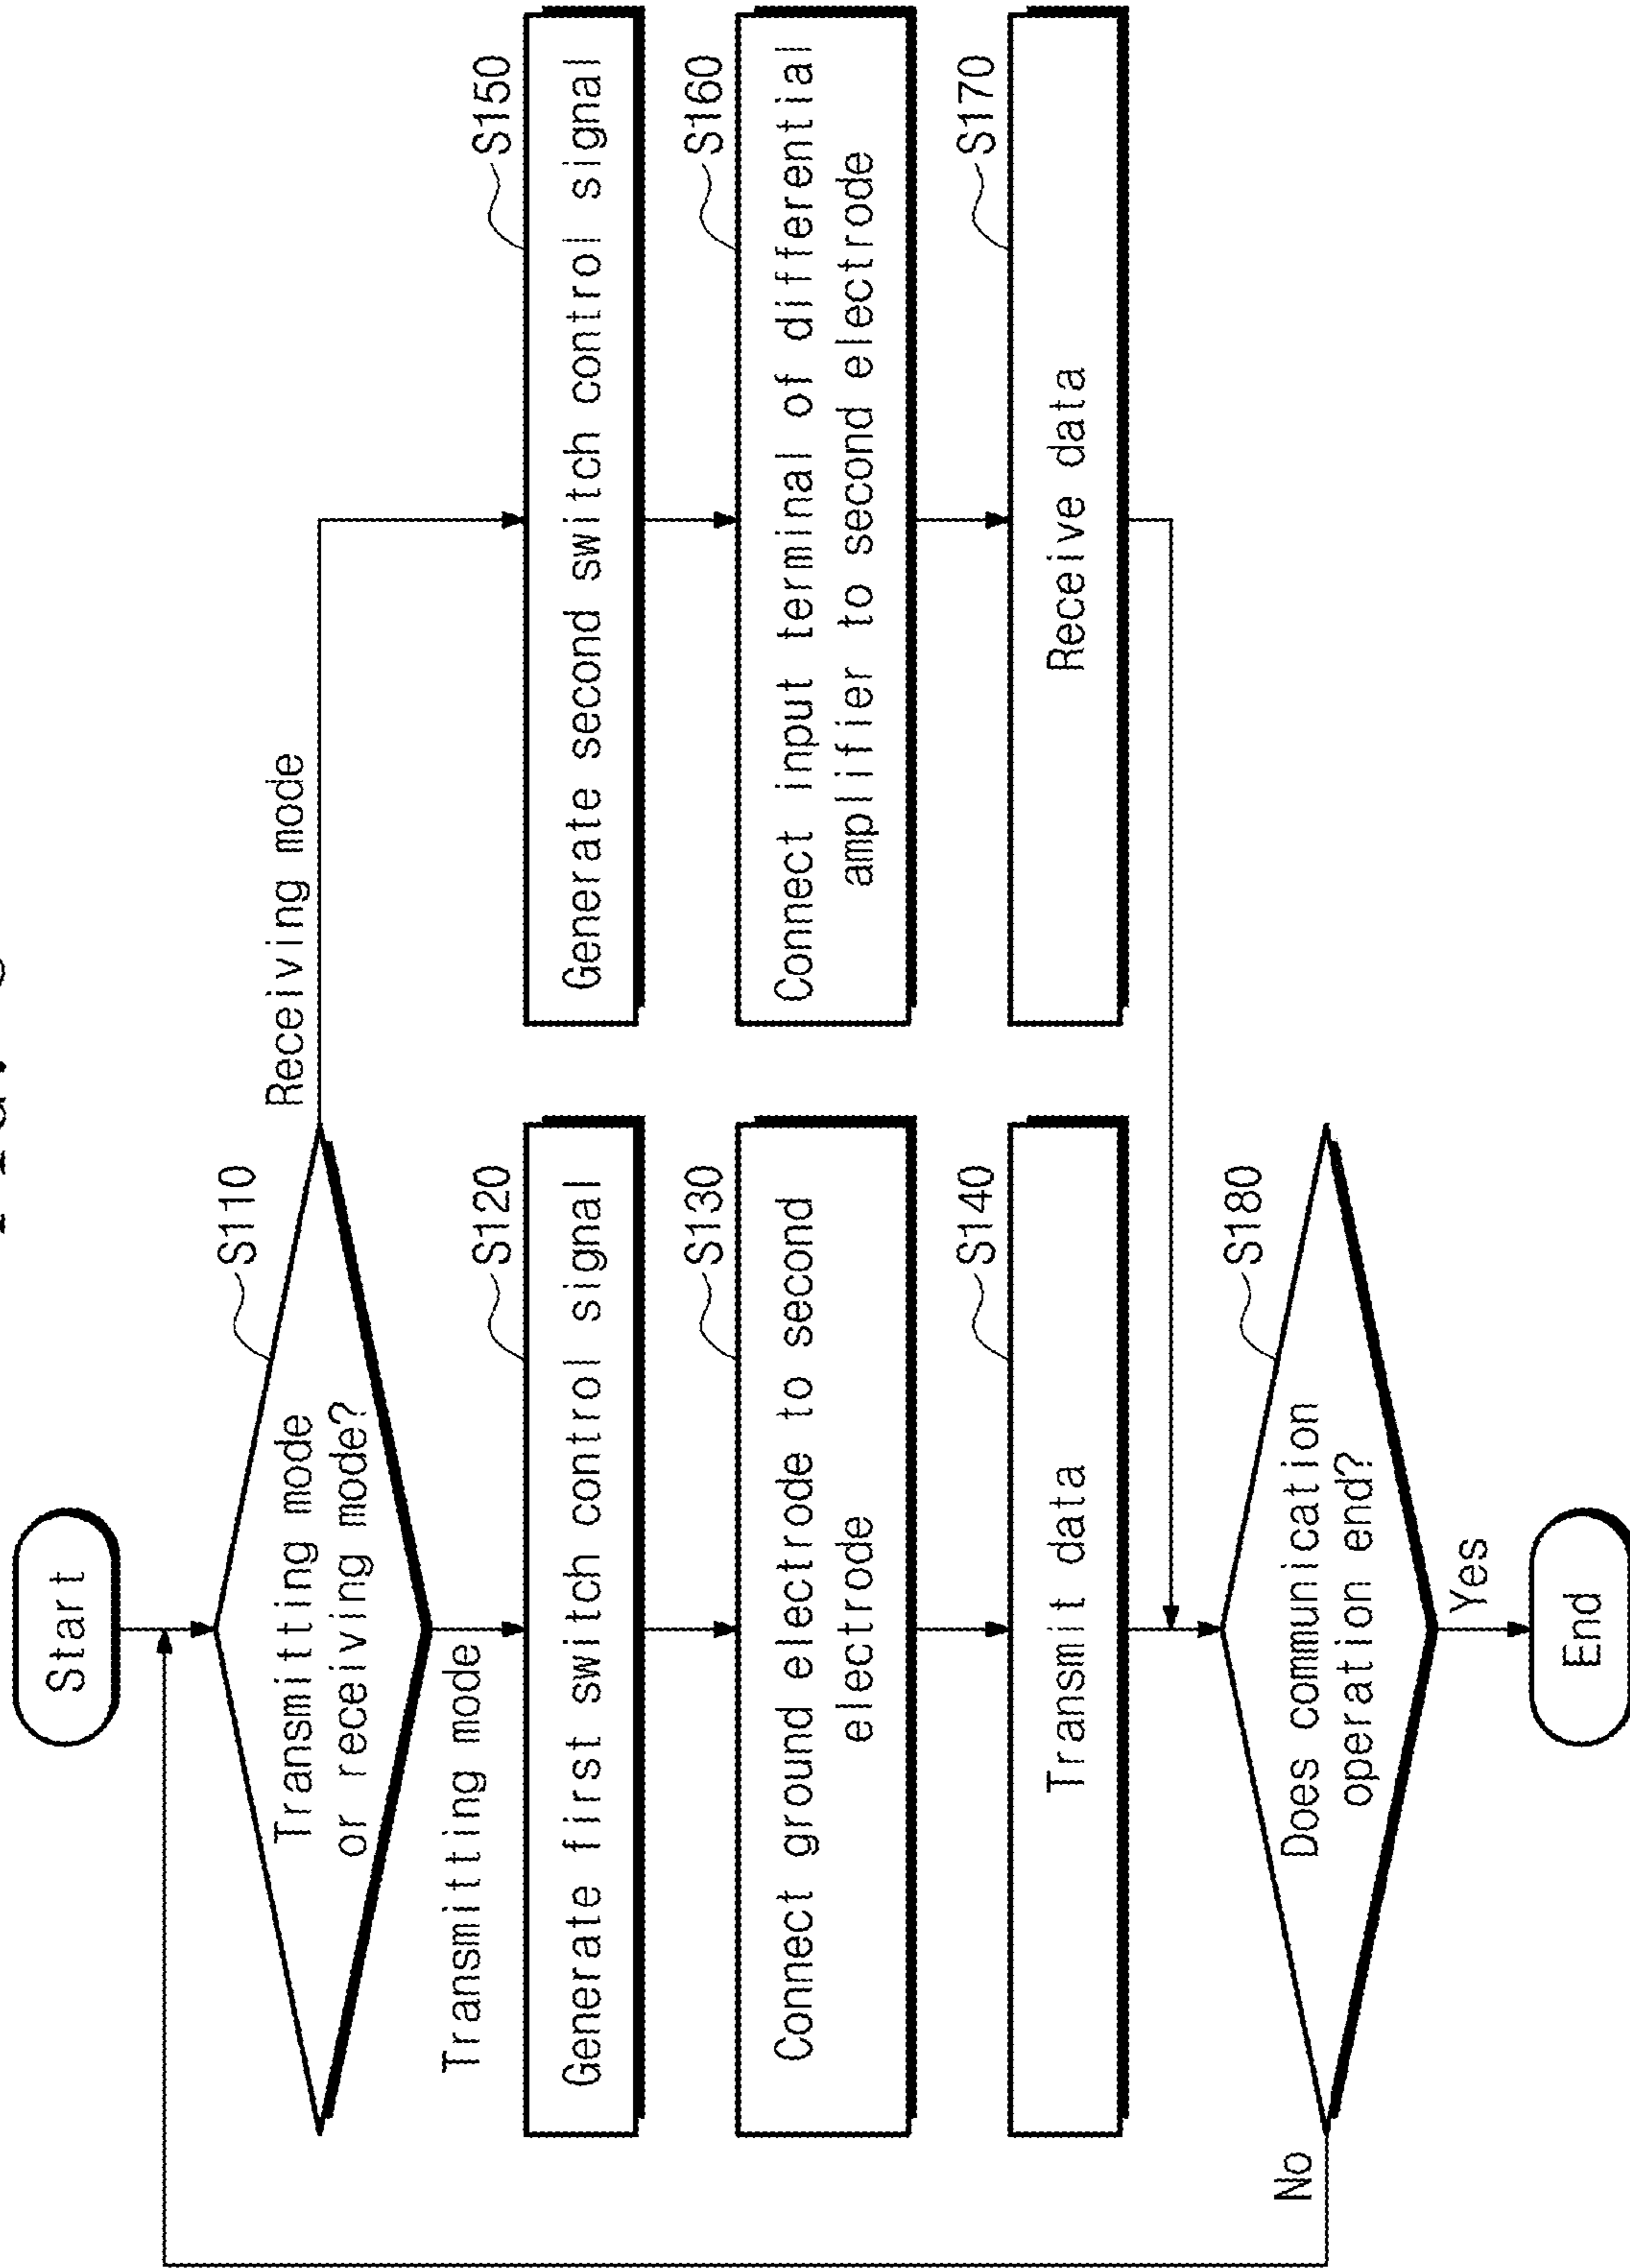 Start
S110
Transmitting mode
or receiving mode?
Receiving mode
Transmitting mode
S120
Generate first switch control signal
S130
Connect ground electrode to second
electrode
S140
Transmit data
S150
Generate second switch control signal
S160
Connect input terminal of differential
amplifier to second electrode
S170
Receive data
S180
Does communication
operation end?
No
Yes
End